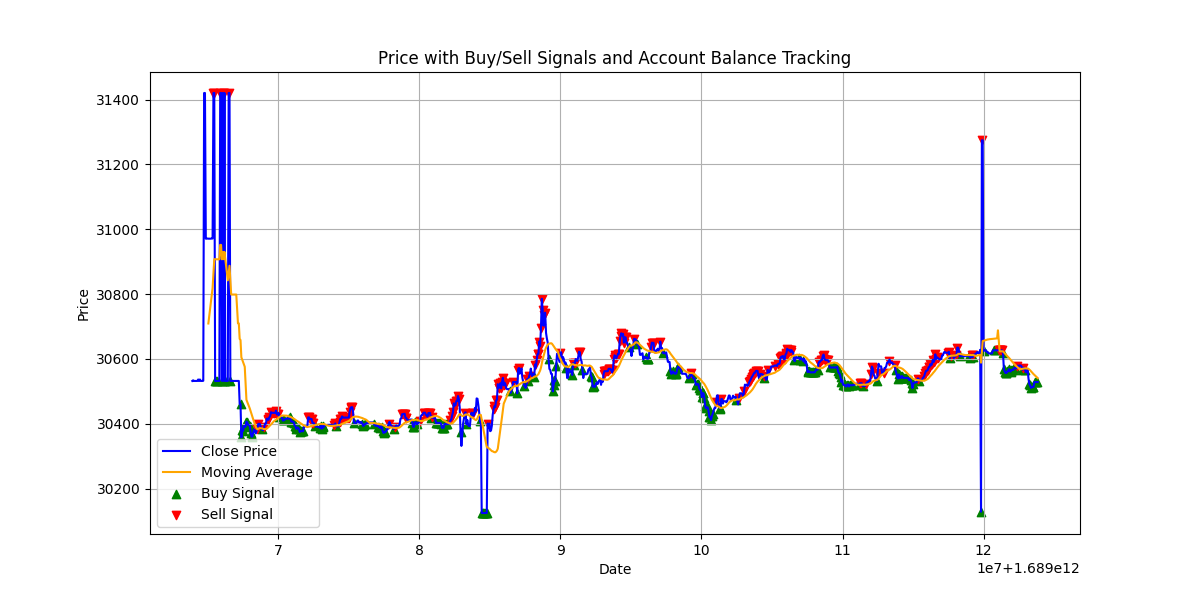 Price with Buy/Sell Signals and Account Balance Tracking
31400
31200
31000
30800
30600
30400
30200
Price
Close Price
Moving Average
Buy Signal
Sell Signal
7 8 9 10 11 12
Date
1e7+1.689e12